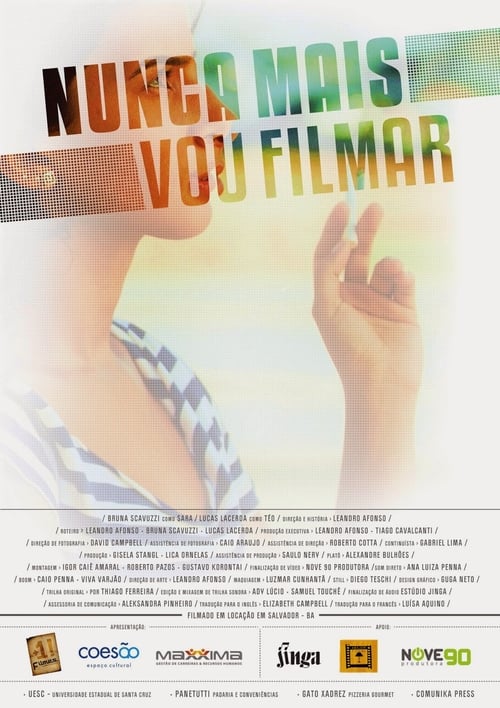 NUNCA MAIS
VOU FILMAR
/ BRUNA SCAVUZZI COMO SARA / LUCAS LACERDA COMO TÉO / DIREÇÃO E HISTÓRIA › LEANDRO AFONSO /
/ ROTEIRO › LEANDRO AFONSO - BRUNA SCAVUZZI - LUCAS LACERDA / PRODUÇÃO EXECUTIVA › LEANDRO AFONSO - TIAGO CAVALCANTI /
/ DIREÇÃO DE FOTOGRAFIA › DAVID CAMPBELL / ASSISTÊNCIA DE FOTOGRAFIA › CAIO ARAUJO / ASSISTÊNCIA DE DIREÇÃO › ROBERTO COTTA / CONTINUÍSTA › GABRIEL LIMA /
/ PRODUÇÃO › GISELA STANGL - LICA ORNELAS / ASSISTÊNCIA DE PRODUÇÃO › SAULO NERY / PLATÔ › ALEXANDRE BULHÕES /
/ MONTAGEM › IGOR CAIÊ AMARAL / ROBERTO PAZOS - GUSTAVO KORONTAI / FINALIZAÇÃO DE VÍDEO › NOVE 90 PRODUTORA /SOM DIRETO › ANA LUIZA PENNA /
/ BOOM › CAIO PENNA - VIVA VARJÃO / DIREÇÃO DE ARTE › LEANDRO AFONSO / MAQUIAGEM › LUZMAR CUNHANTÃ / STILL › DIEGO TESCHI / DESIGN GRÁFICO › GUGA NETO /
/ TRILHA ORIGINAL › POR THIAGO FERREIRA / EDIÇÃO E MIXAGEM DE TRILHA SONORA › ADY LÚCIO - SAMUEL TOUCHÊ / FINALIZAÇÃO DE ÁUDIO ESTÚDIO JINGA /
/ ASSESSORIA DE COMUNICAÇÃO › ALEKSANDRA PINHEIRO / TRADUÇÃO PARA O INGLÊS › ELIZABETH CAMPBELL / TRADUÇÃO PARA O FRANCÊS › LUÍSA AQUINO /
FILMADO EM LOCAÇÃO EM SALVADOR - BA
APRESENTAÇÃO: APOIO:
coesão
espaço cultural
maxxima
GESTÃO DE CARREIRAS & RECURSOS HUMANOS
jinga
NOVE90
produtora
› UESC - UNIVERSIDADE ESTADUAL DE SANTA CRUZ › PANETUTTI PADARIA E CONVENIÊNCIAS › GATO XADREZ PIZZERIA GOURMET › COMUNIKA PRESS